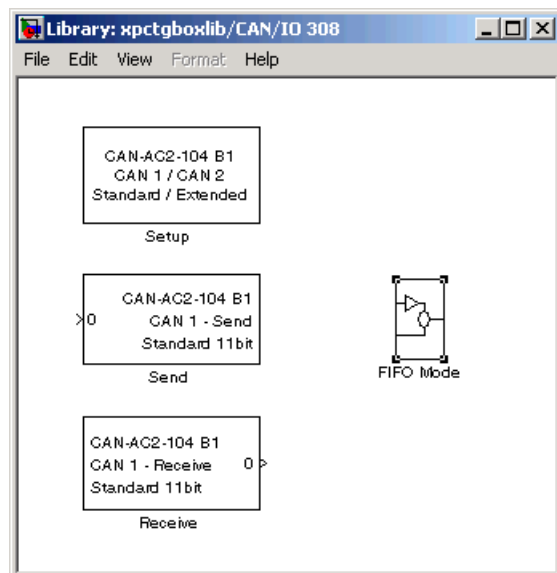 Library: xpctgboxlib/CAN/IO 308
File Edit View Format Help
CAN-AC2-104 B1
CAN 1 / CAN 2
Standard / Extended
Setup
CAN-AC2-104 B1
0 CAN 1 - Send
Standard 11bit
Send
FIFO Mode
CAN-AC2-104 B1
CAN 1 - Receive 0
Standard 11bit
Receive